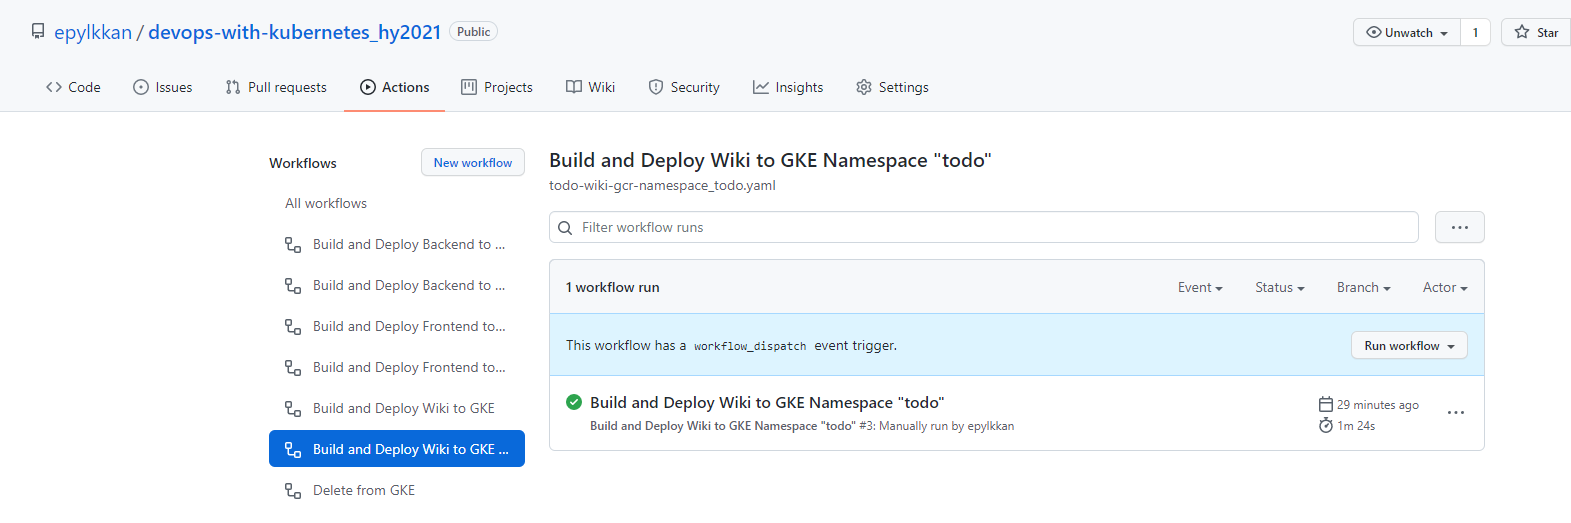 epylkkan / devops-with-kubernetes_hy2021 Public
Unwatch 1 Star
Code Issues Pull requests Actions Projects Wiki Security Insights Settings
Workflows New workflow
All workflows
Build and Deploy Backend to ...
Build and Deploy Backend to ...
Build and Deploy Frontend to...
Build and Deploy Frontend to...
Build and Deploy Wiki to GKE
Build and Deploy Wiki to GKE ...
Delete from GKE
Build and Deploy Wiki to GKE Namespace "todo"
todo-wiki-gcr-namespace_todo.yaml
Filter workflow runs
1 workflow run Event Status Branch Actor
This workflow has a workflow_dispatch event trigger. Run workflow
Build and Deploy Wiki to GKE Namespace "todo" 29 minutes ago
Build and Deploy Wiki to GKE Namespace "todo" #3: Manually run by epylkkan 1m 24s